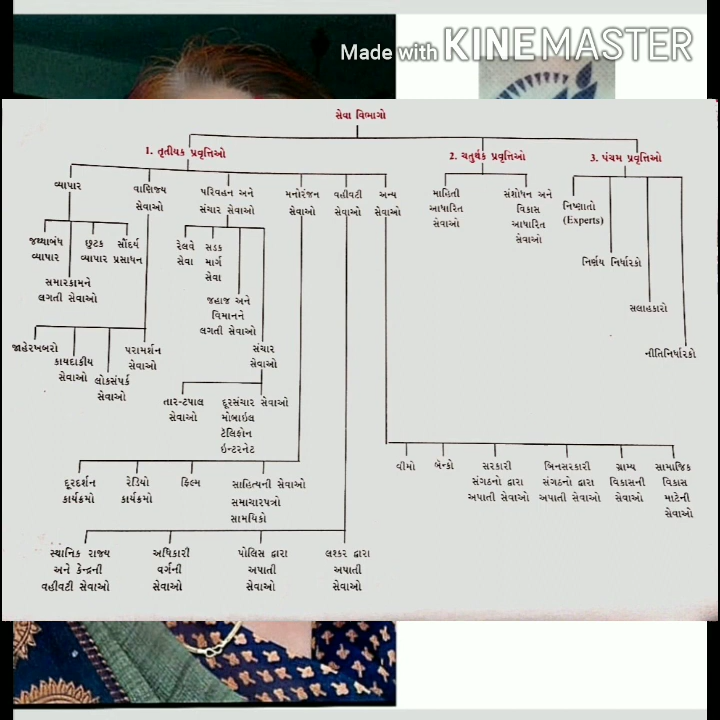 Made with KINEMASTER
સેવા વિભાગો
1. તૃતીયક પ્રવૃત્તિઓ
2. ચતુર્થક પ્રવૃત્તિઓ
3. પંચમ પ્રવૃત્તિઓ
વ્યાપાર
વાણિજ્ય
સેવાઓ
પરિવહન અને
સંચાર સેવાઓ
મનોરંજન
સેવાઓ
વહીવટી
સેવાઓ
અન્ય
સેવાઓ
માહિતી
આધારિત
સેવાઓ
સંશોધન અને
વિકાસ
આધારિત
સેવાઓ
નિષ્ણાતો
(Experts)
નિર્ણય નિર્ધારકો
સલાહકારો
નીતિનિર્ધારકો
જથ્થાબંધ
વ્યાપાર
છુટક
વ્યાપાર
સૌંદર્ય
પ્રસાધન
સમારકામને
લગતી સેવાઓ
રેલવે
સેવા
સડક
માર્ગ
સેવા
જહાજ અને
વિમાનને
લગતી સેવાઓ
સંચાર
સેવાઓ
જાહેરખબરો
કાયદાકીય
સેવાઓ
લોકસંપર્ક
સેવાઓ
પરામર્શન
સેવાઓ
તાર-ટપાલ
સેવાઓ
દૂરસંચાર સેવાઓ
મોબાઇલ
ટૅલિફોન
ઇન્ટરનેટ
દૂરદર્શન
કાર્યક્રમો
રેડિયો
કાર્યક્રમો
ફિલ્મ
સાહિત્યની સેવાઓ
સમાચારપત્રો
સામયિકો
વીમો
બૅન્કો
સરકારી
સંગઠનો દ્વારા
અપાતી સેવાઓ
બિનસરકારી
સંગઠનો દ્વારા
અપાતી સેવાઓ
ગ્રામ્ય
વિકાસની
સેવાઓ
સામાજિક
વિકાસ
માટેની
સેવાઓ
સ્થાનિક રાજ્ય
અને કેન્દ્રની
વહીવટી સેવાઓ
અધિકારી
વર્ગની
સેવાઓ
પોલિસ દ્વારા
અપાતી
સેવાઓ
લશ્કર દ્વારા
અપાતી
સેવાઓ